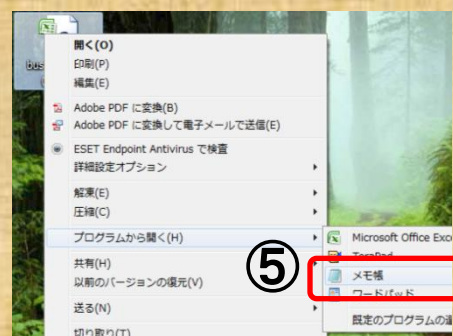 bus
開く(O)
印刷(P)
編集(E)
Adobe PDF に変換(B)
Adobe PDF に変換して電子メールで送信(E)
ESET Endpoint Antivirus で検査
詳細設定オプション
解凍(E)
圧縮(C)
プログラムから開く(H)
Microsoft Office Exce
TeraPad
共有(H)
⑤
メモ帳
以前のバージョンの復元(V)
ワードパッド
送る(N)
既定のプログラムの選
切り取り(T)